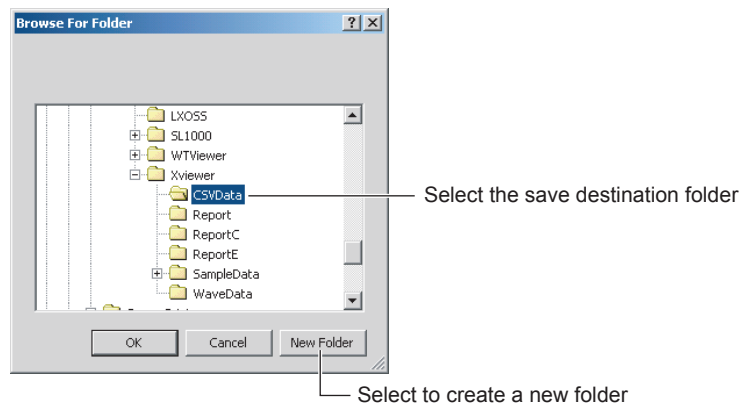 Browse For Folder
LXOSS
SL1000
WTViewer
Xviewer
CSVData
Select the save destination folder
Report
ReportC
ReportE
SampleData
WaveData
OK Cancel New Folder
Select to create a new folder